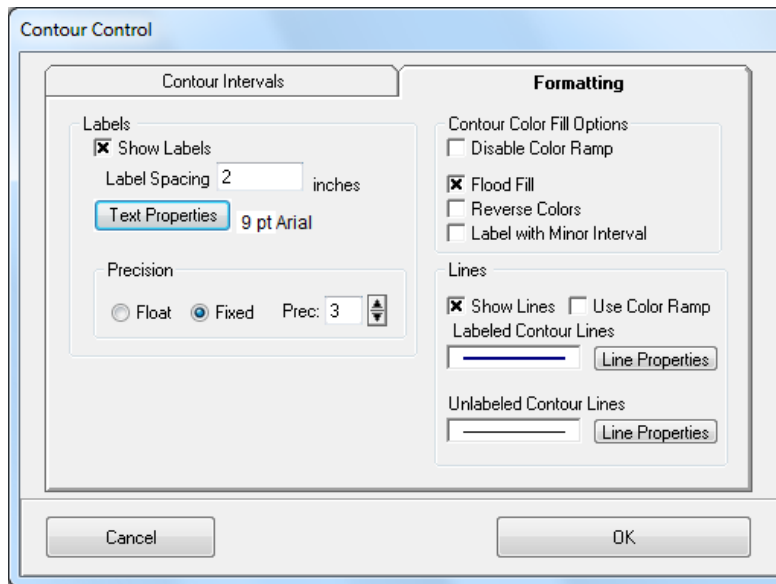 Contour Control
Contour Intervals
Formatting
Labels
Show Labels
Label Spacing 2 inches
Text Properties 9 pt Arial
Precision
Float Fixed Prec: 3
Contour Color Fill Options
Disable Color Ramp
Flood Fill
Reverse Colors
Label with Minor Interval
Lines
Show Lines Use Color Ramp
Labeled Contour Lines
Line Properties
Unlabeled Contour Lines
Line Properties
Cancel
OK